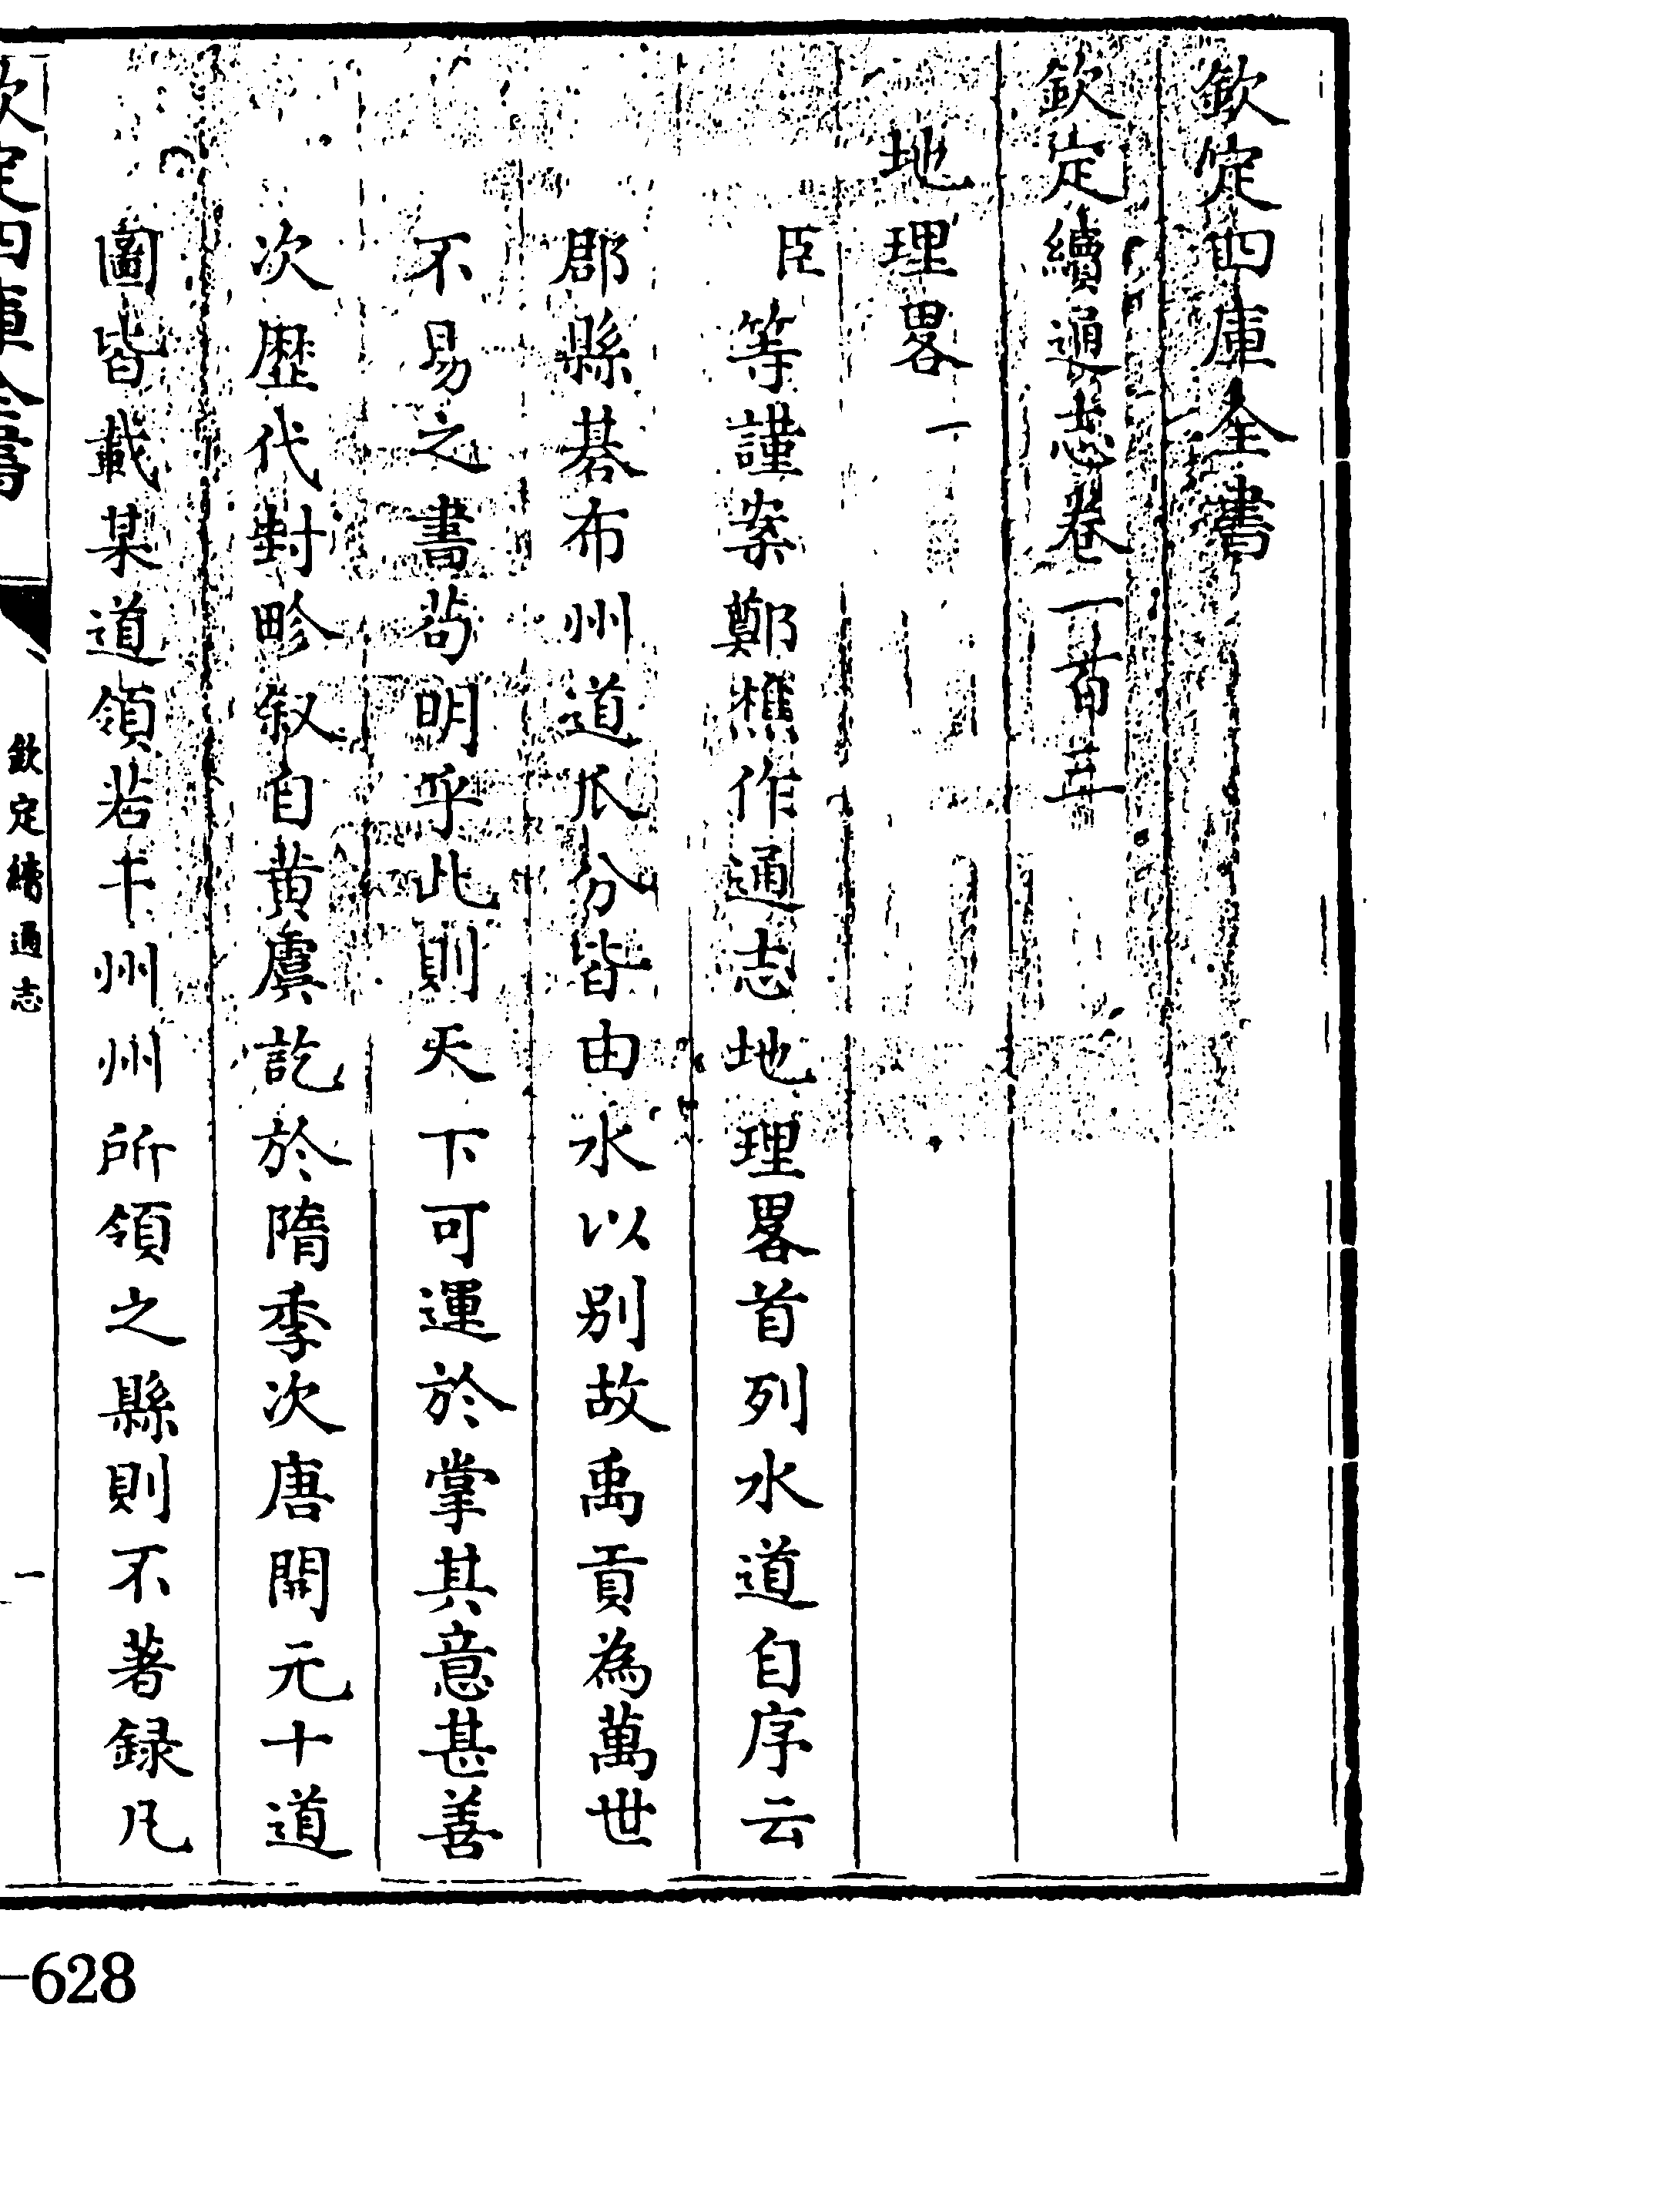 欽定四庫全書
欽定續通志卷一百
地理畧一
臣等謹案鄭樵作通志地理畧首列水道自序云
郡縣碁布州道瓜分皆由水以别故禹貢為萬世
不易之書茍明乎此則天下可運於掌其意甚善
次歴代封畛叙自黄虞訖於隋季次唐開元十道
圖皆載某道領若干州州所領之縣則不著録凡
欽定四庫全書
欽定續通志
一
—628